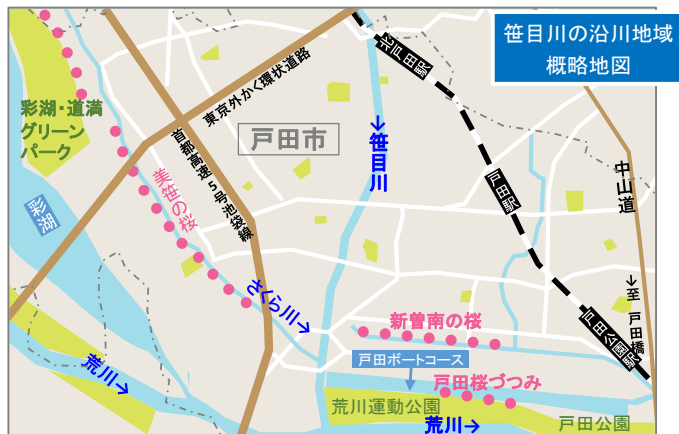 笹目川の沿川地域
概略地図
北戸田駅
東京外かく環状道路
彩湖・道満
グリーン
パーク
戸田市
→笹目川
首都高速5号池袋線
美笹の桜
戸田駅
中山道
彩湖
さくら川→
→至 戸田橋
新曽南の桜
戸田公園駅
戸田ボートコース
荒川→
戸田桜づつみ
荒川運動公園
荒川→
戸田公園